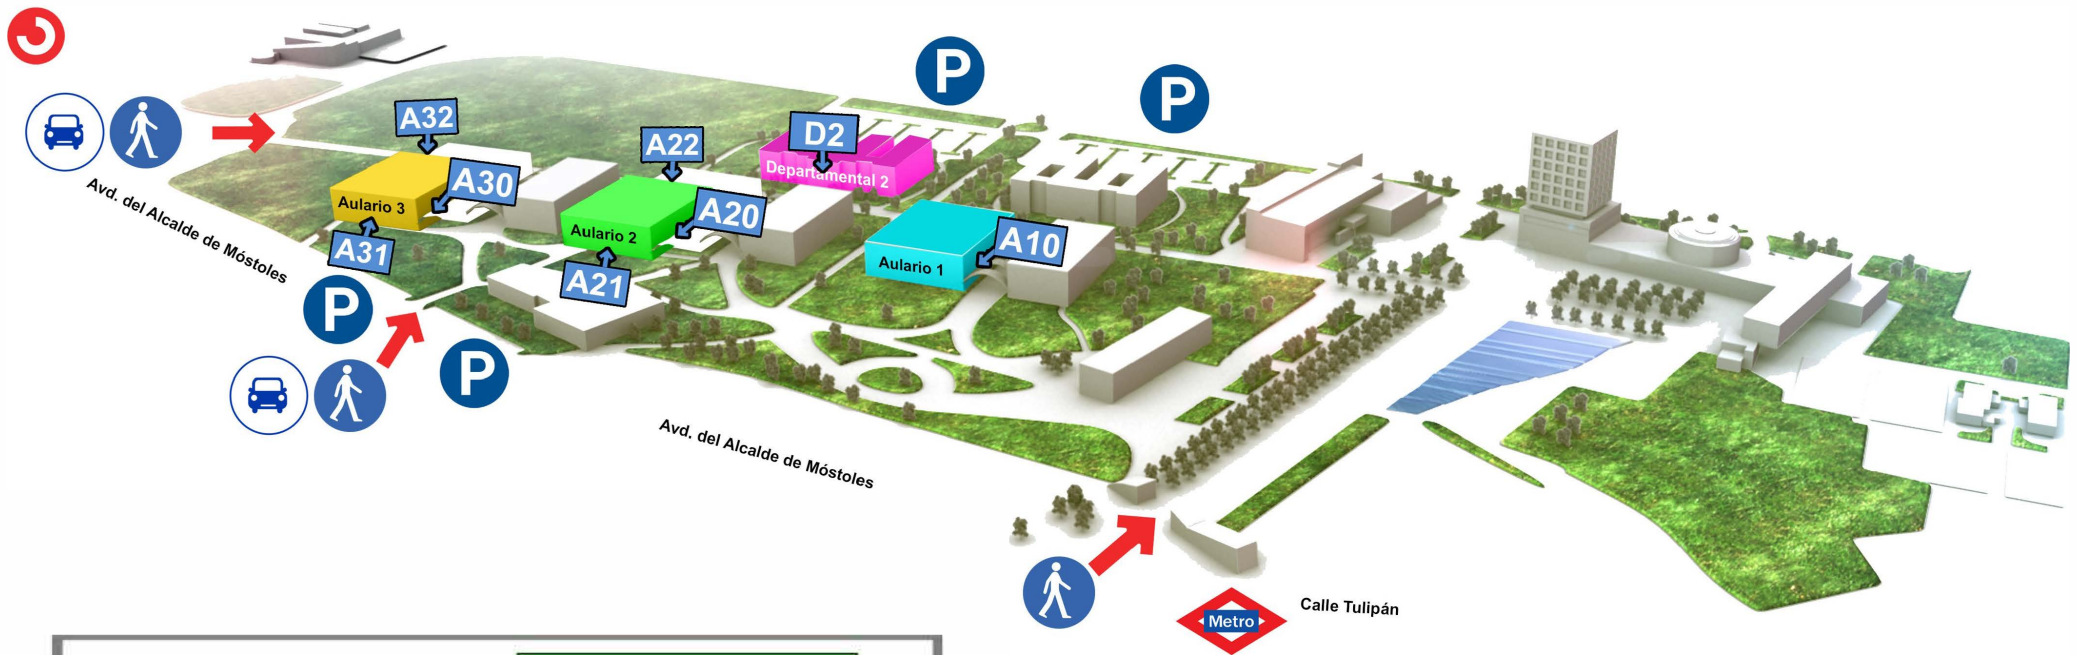 P
P
A32
A22
D2
Departamental 2
A30
Aulario 3
A31
A20
Aulario 2
A21
A10
Aulario 1
Avd. del Alcalde de Móstoles
P
P
Avd. del Alcalde de Móstoles
Metro
Calle Tulipán